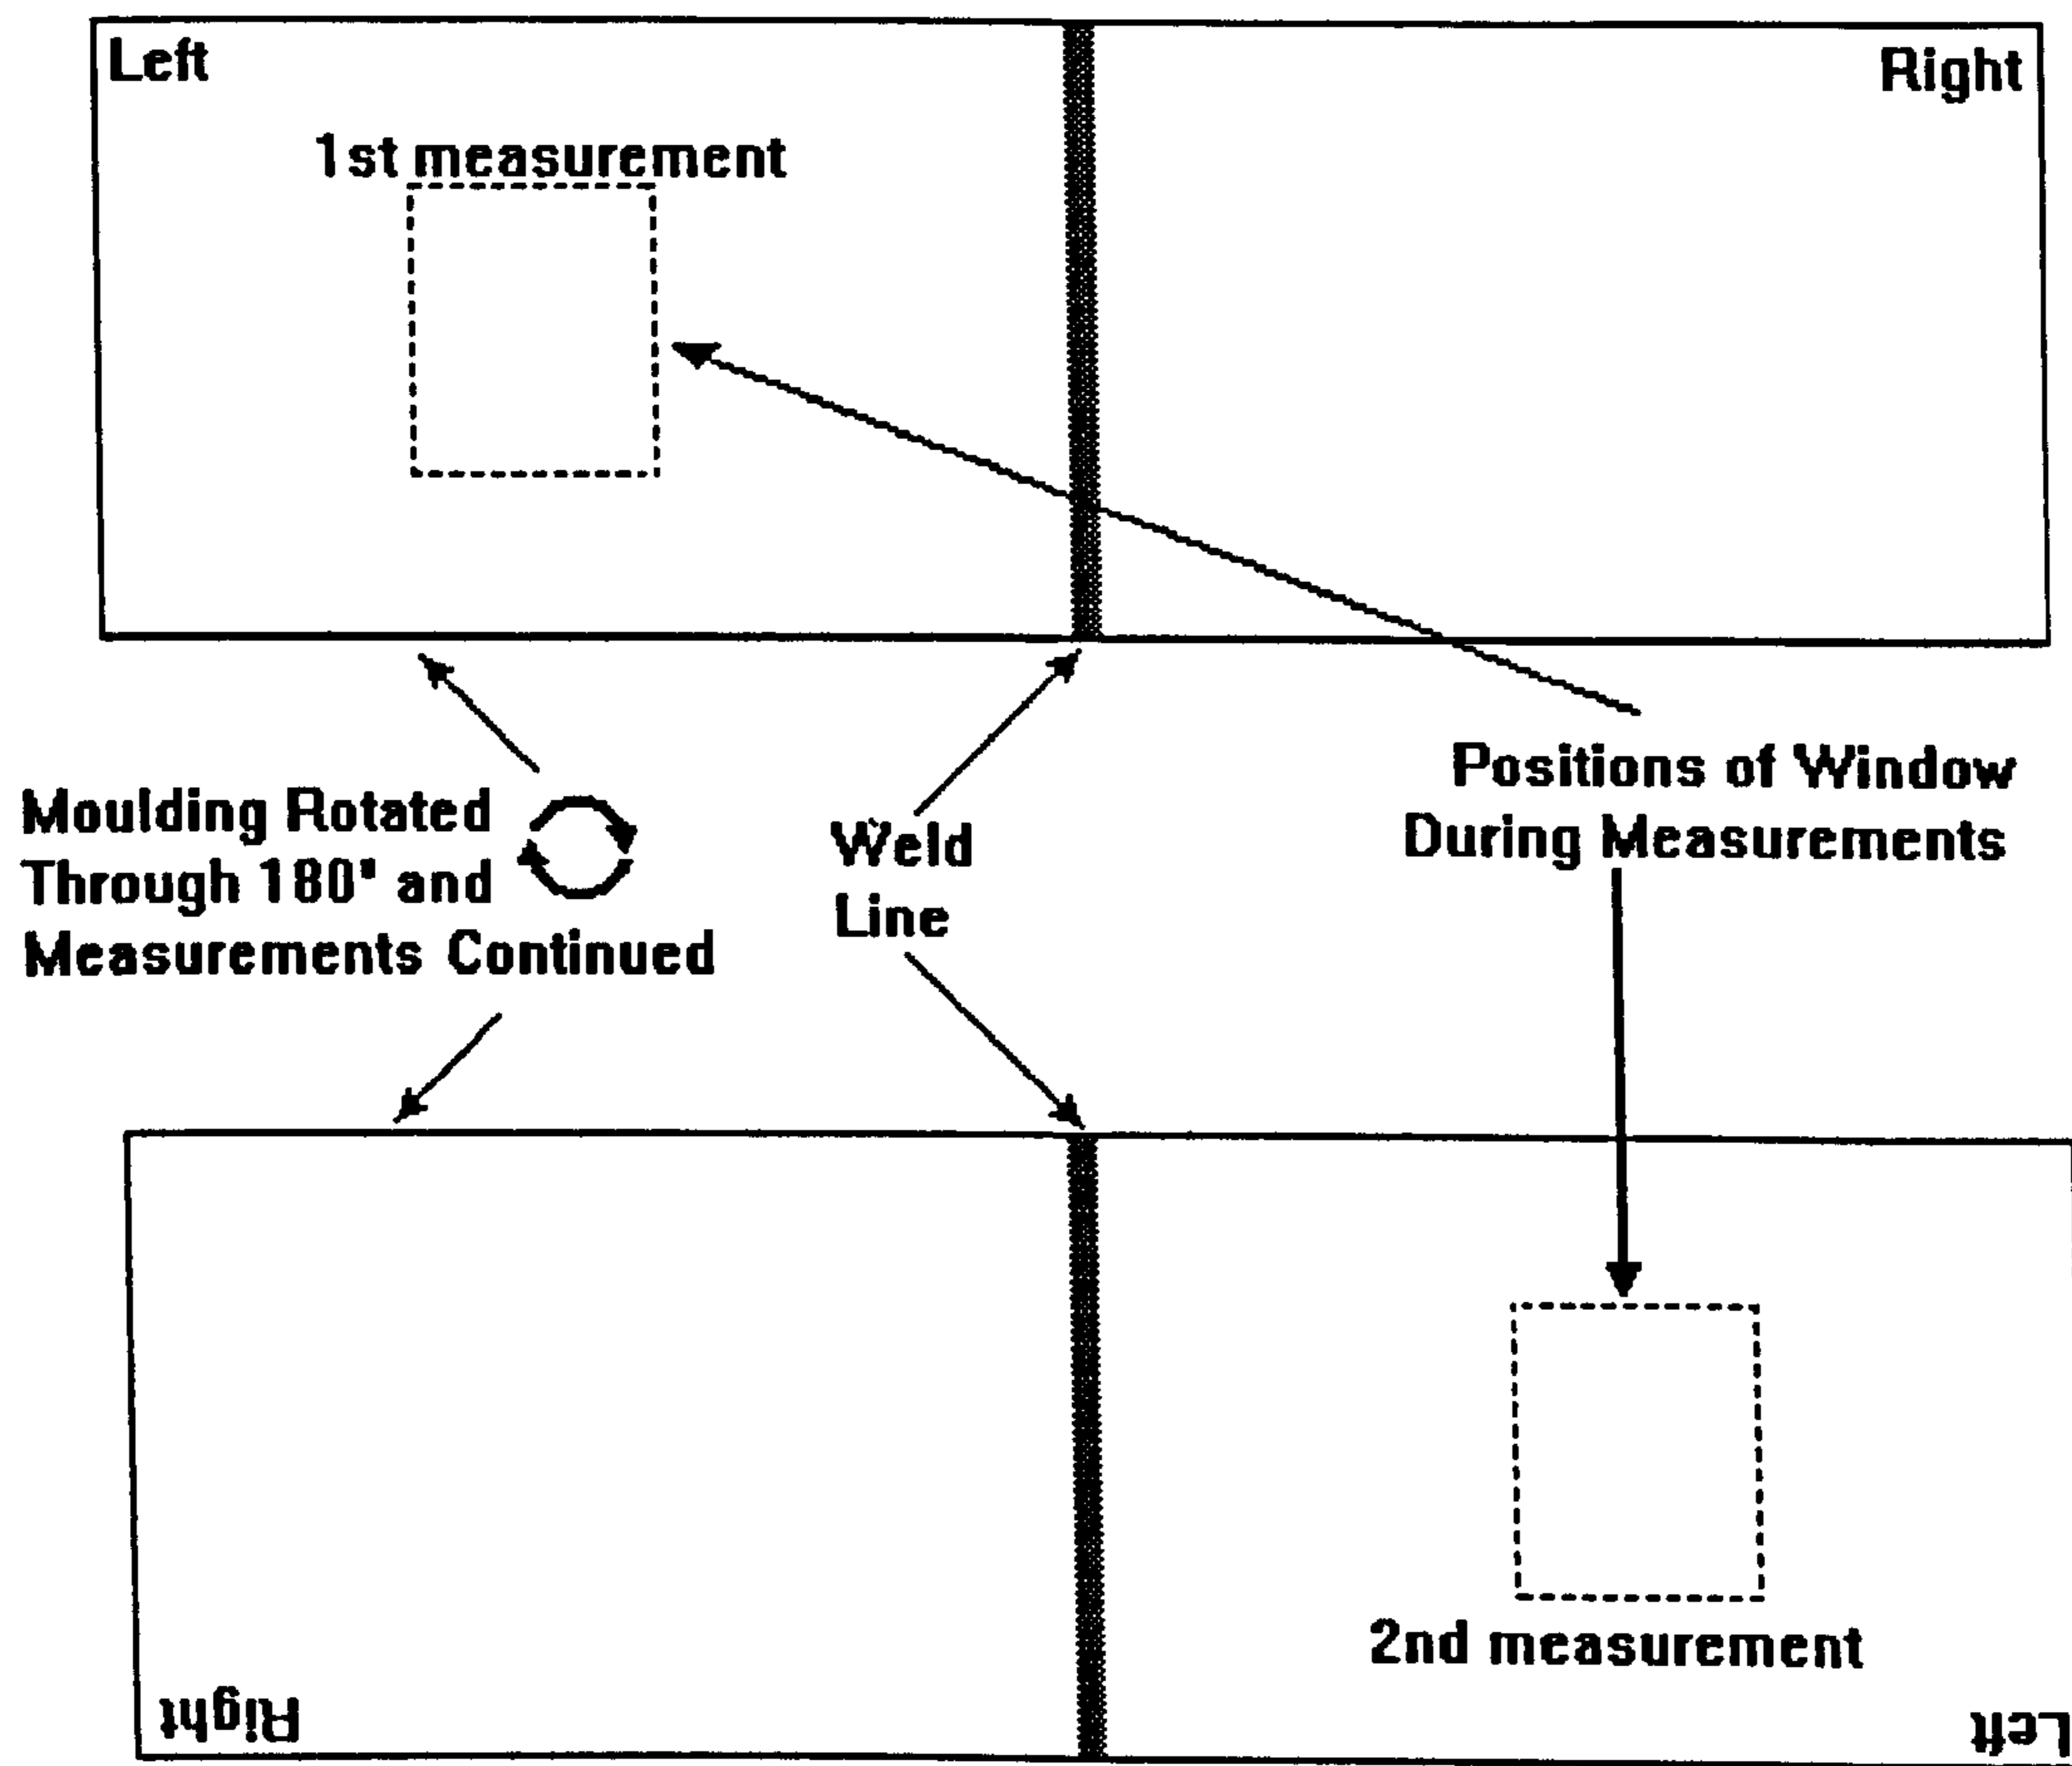 Left
Right
1st measurement
Positions of Window
During Measurements
Moulding Rotated
Through 180° and
Measurements Continued
Weld
Line
2nd measurement
Right
Left